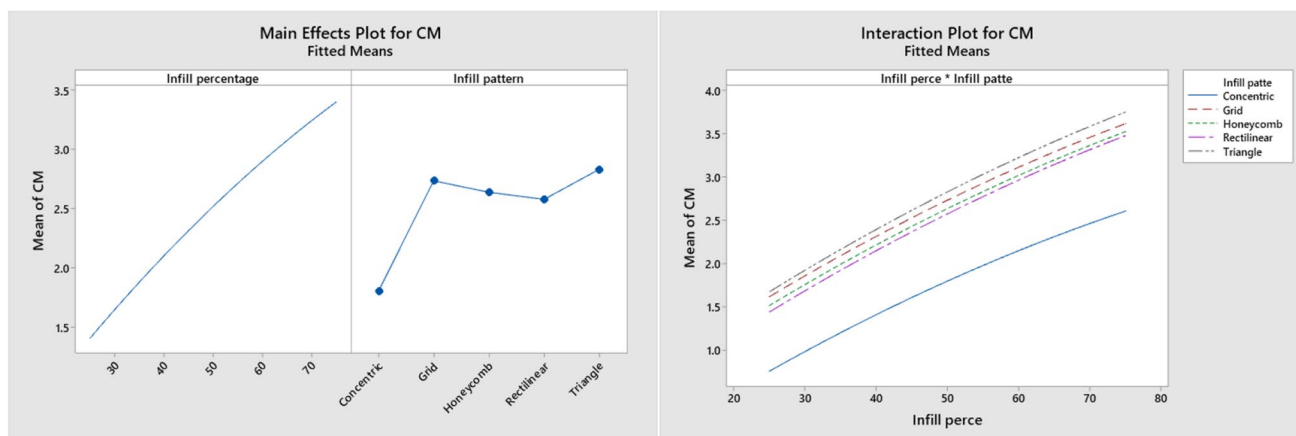 Main Effects Plot for CM
Fitted Means
Infill percentage
Infill pattern
Mean of CM
3.5
3.0
2.5
2.0
1.5
30
40
50
60
70
Concentric
Grid
Honeycomb
Rectilinear
Triangle
Interaction Plot for CM
Fitted Means
Infill perce * Infill patte
Mean of CM
4.0
3.5
3.0
2.5
2.0
1.5
1.0
20
30
40
50
60
70
80
Infill perce
Infill patte
Concentric
Grid
Honeycomb
Rectilinear
Triangle